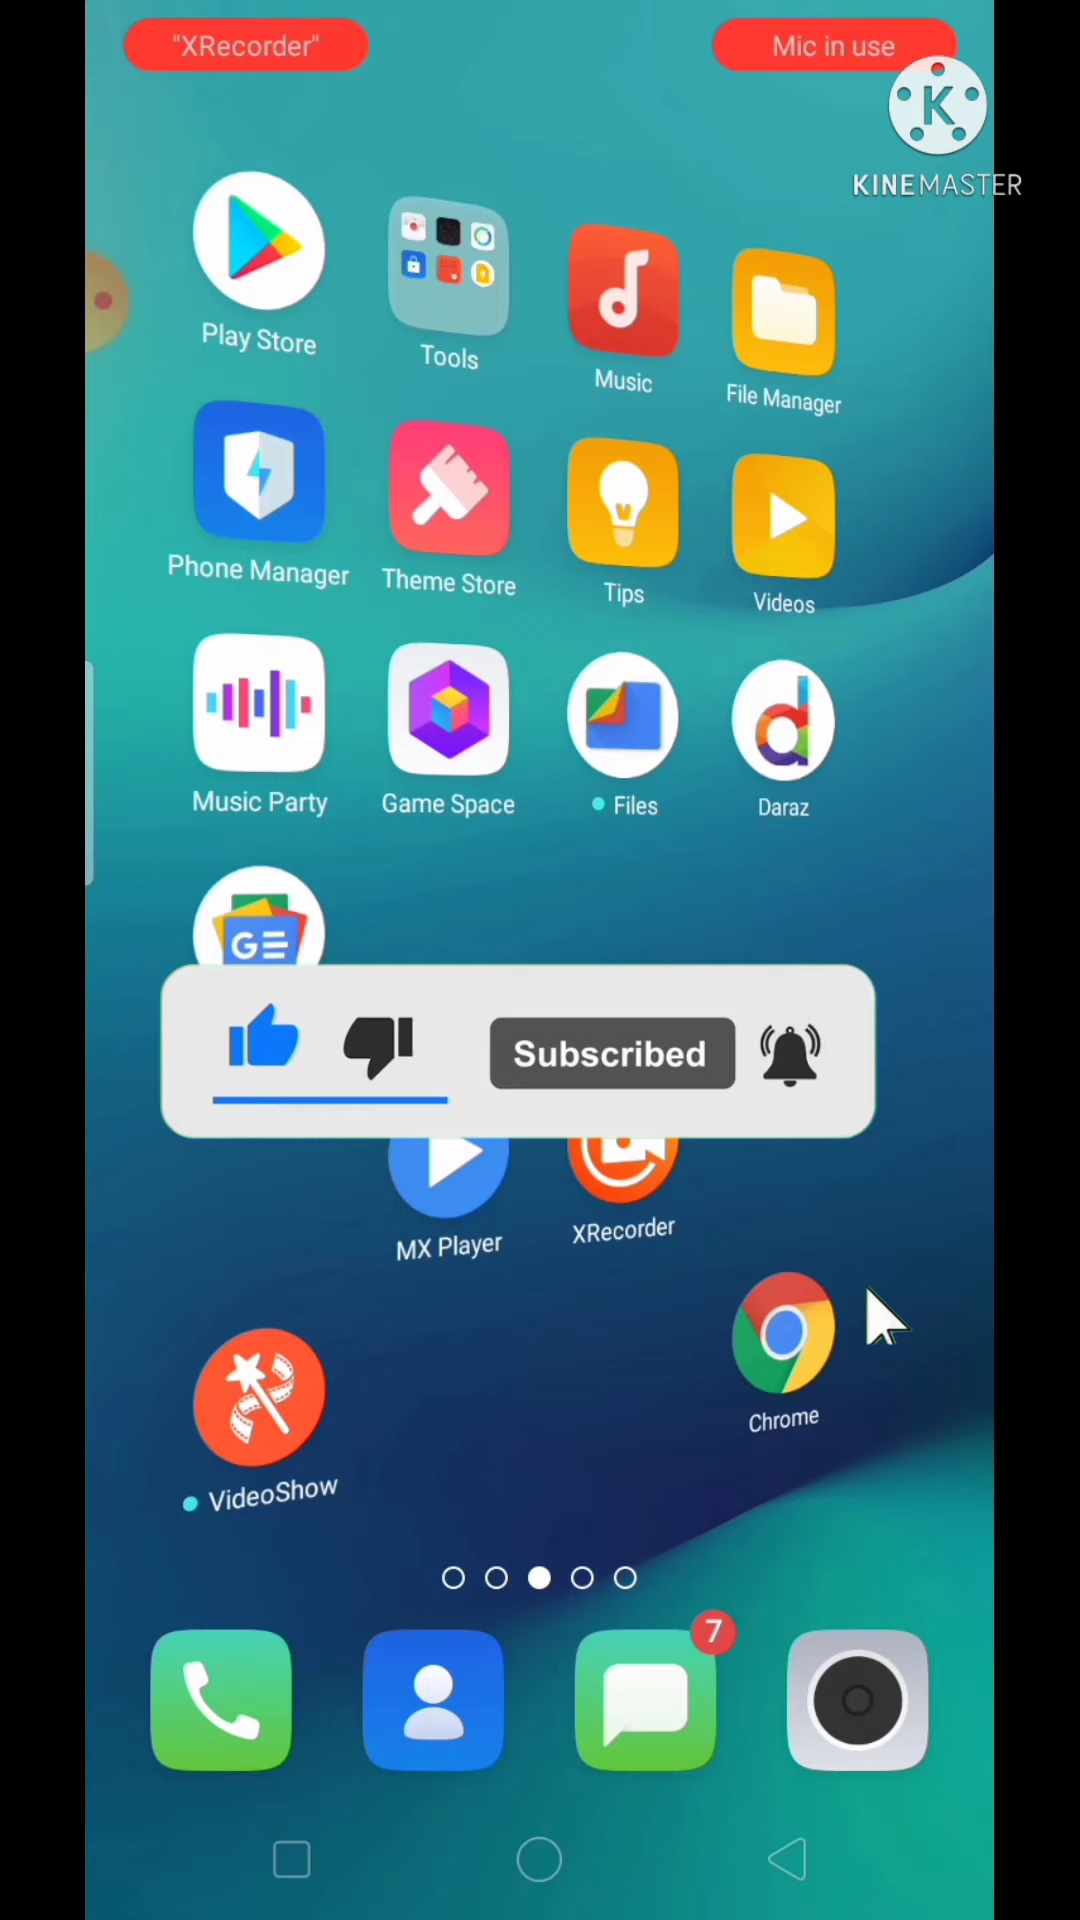 "XRecorder"
Mic in use
K
KINEMASTER
Play Store
Tools
Music
File Manager
Phone Manager
Theme Store
Tips
Videos
Music Party
Game Space
Files
Daraz
G
Subscribed
MX Player
XRecorder
Chrome
VideoShow
7